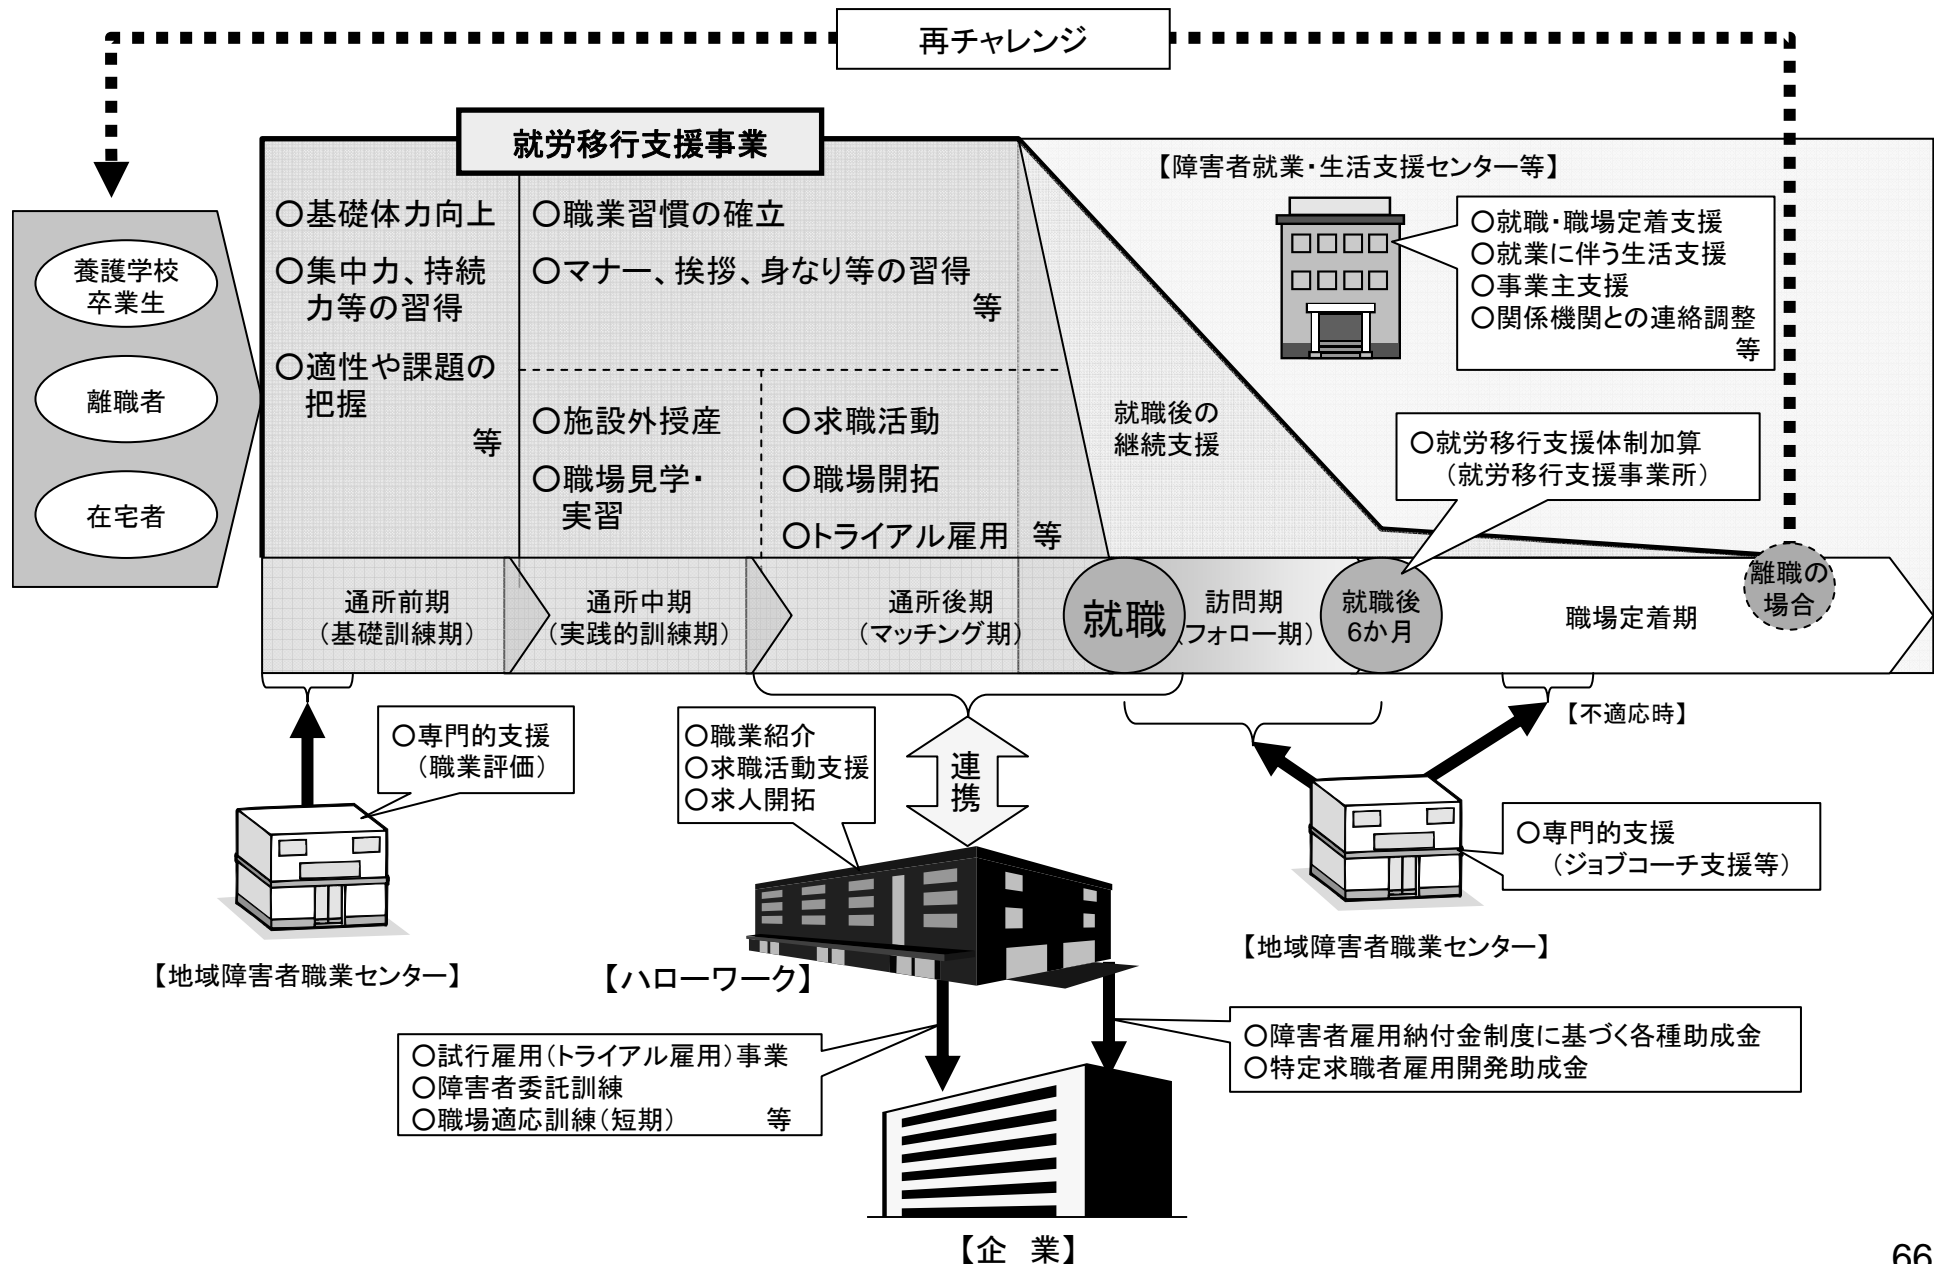 再チャレンジ
就労移行支援事業
養護学校
卒業生
離職者
在宅者
○基礎体力向上
○集中力、持続
力等の習得
○適性や課題の
把握
等
○職業習慣の確立
○マナー、挨拶、身なり等の習得
等
○施設外授産
○職場見学・
実習
○求職活動
○職場開拓
○トライアル雇用 等
就職後の
継続支援
【障害者就業・生活支援センター等】
○就職・職場定着支援
○就業に伴う生活支援
○事業主支援
○関係機関との連絡調整
等
○就労移行支援体制加算
（就労移行支援事業所）
通所前期
（基礎訓練期）
通所中期
（実践的訓練期）
通所後期
（マッチング期）
就職
訪問期
（フォロー期）
就職後
6か月
職場定着期
離職の
場合
○専門的支援
（職業評価）
【地域障害者職業センター】
○職業紹介
○求職活動支援
○求人開拓
連
携
【ハローワーク】
【不適応時】
○専門的支援
（ジョブコーチ支援等）
【地域障害者職業センター】
○試行雇用（トライアル雇用）事業
○障害者委託訓練
○職場適応訓練（短期） 等
○障害者雇用納付金制度に基づく各種助成金
○特定求職者雇用開発助成金
【企　業】
66